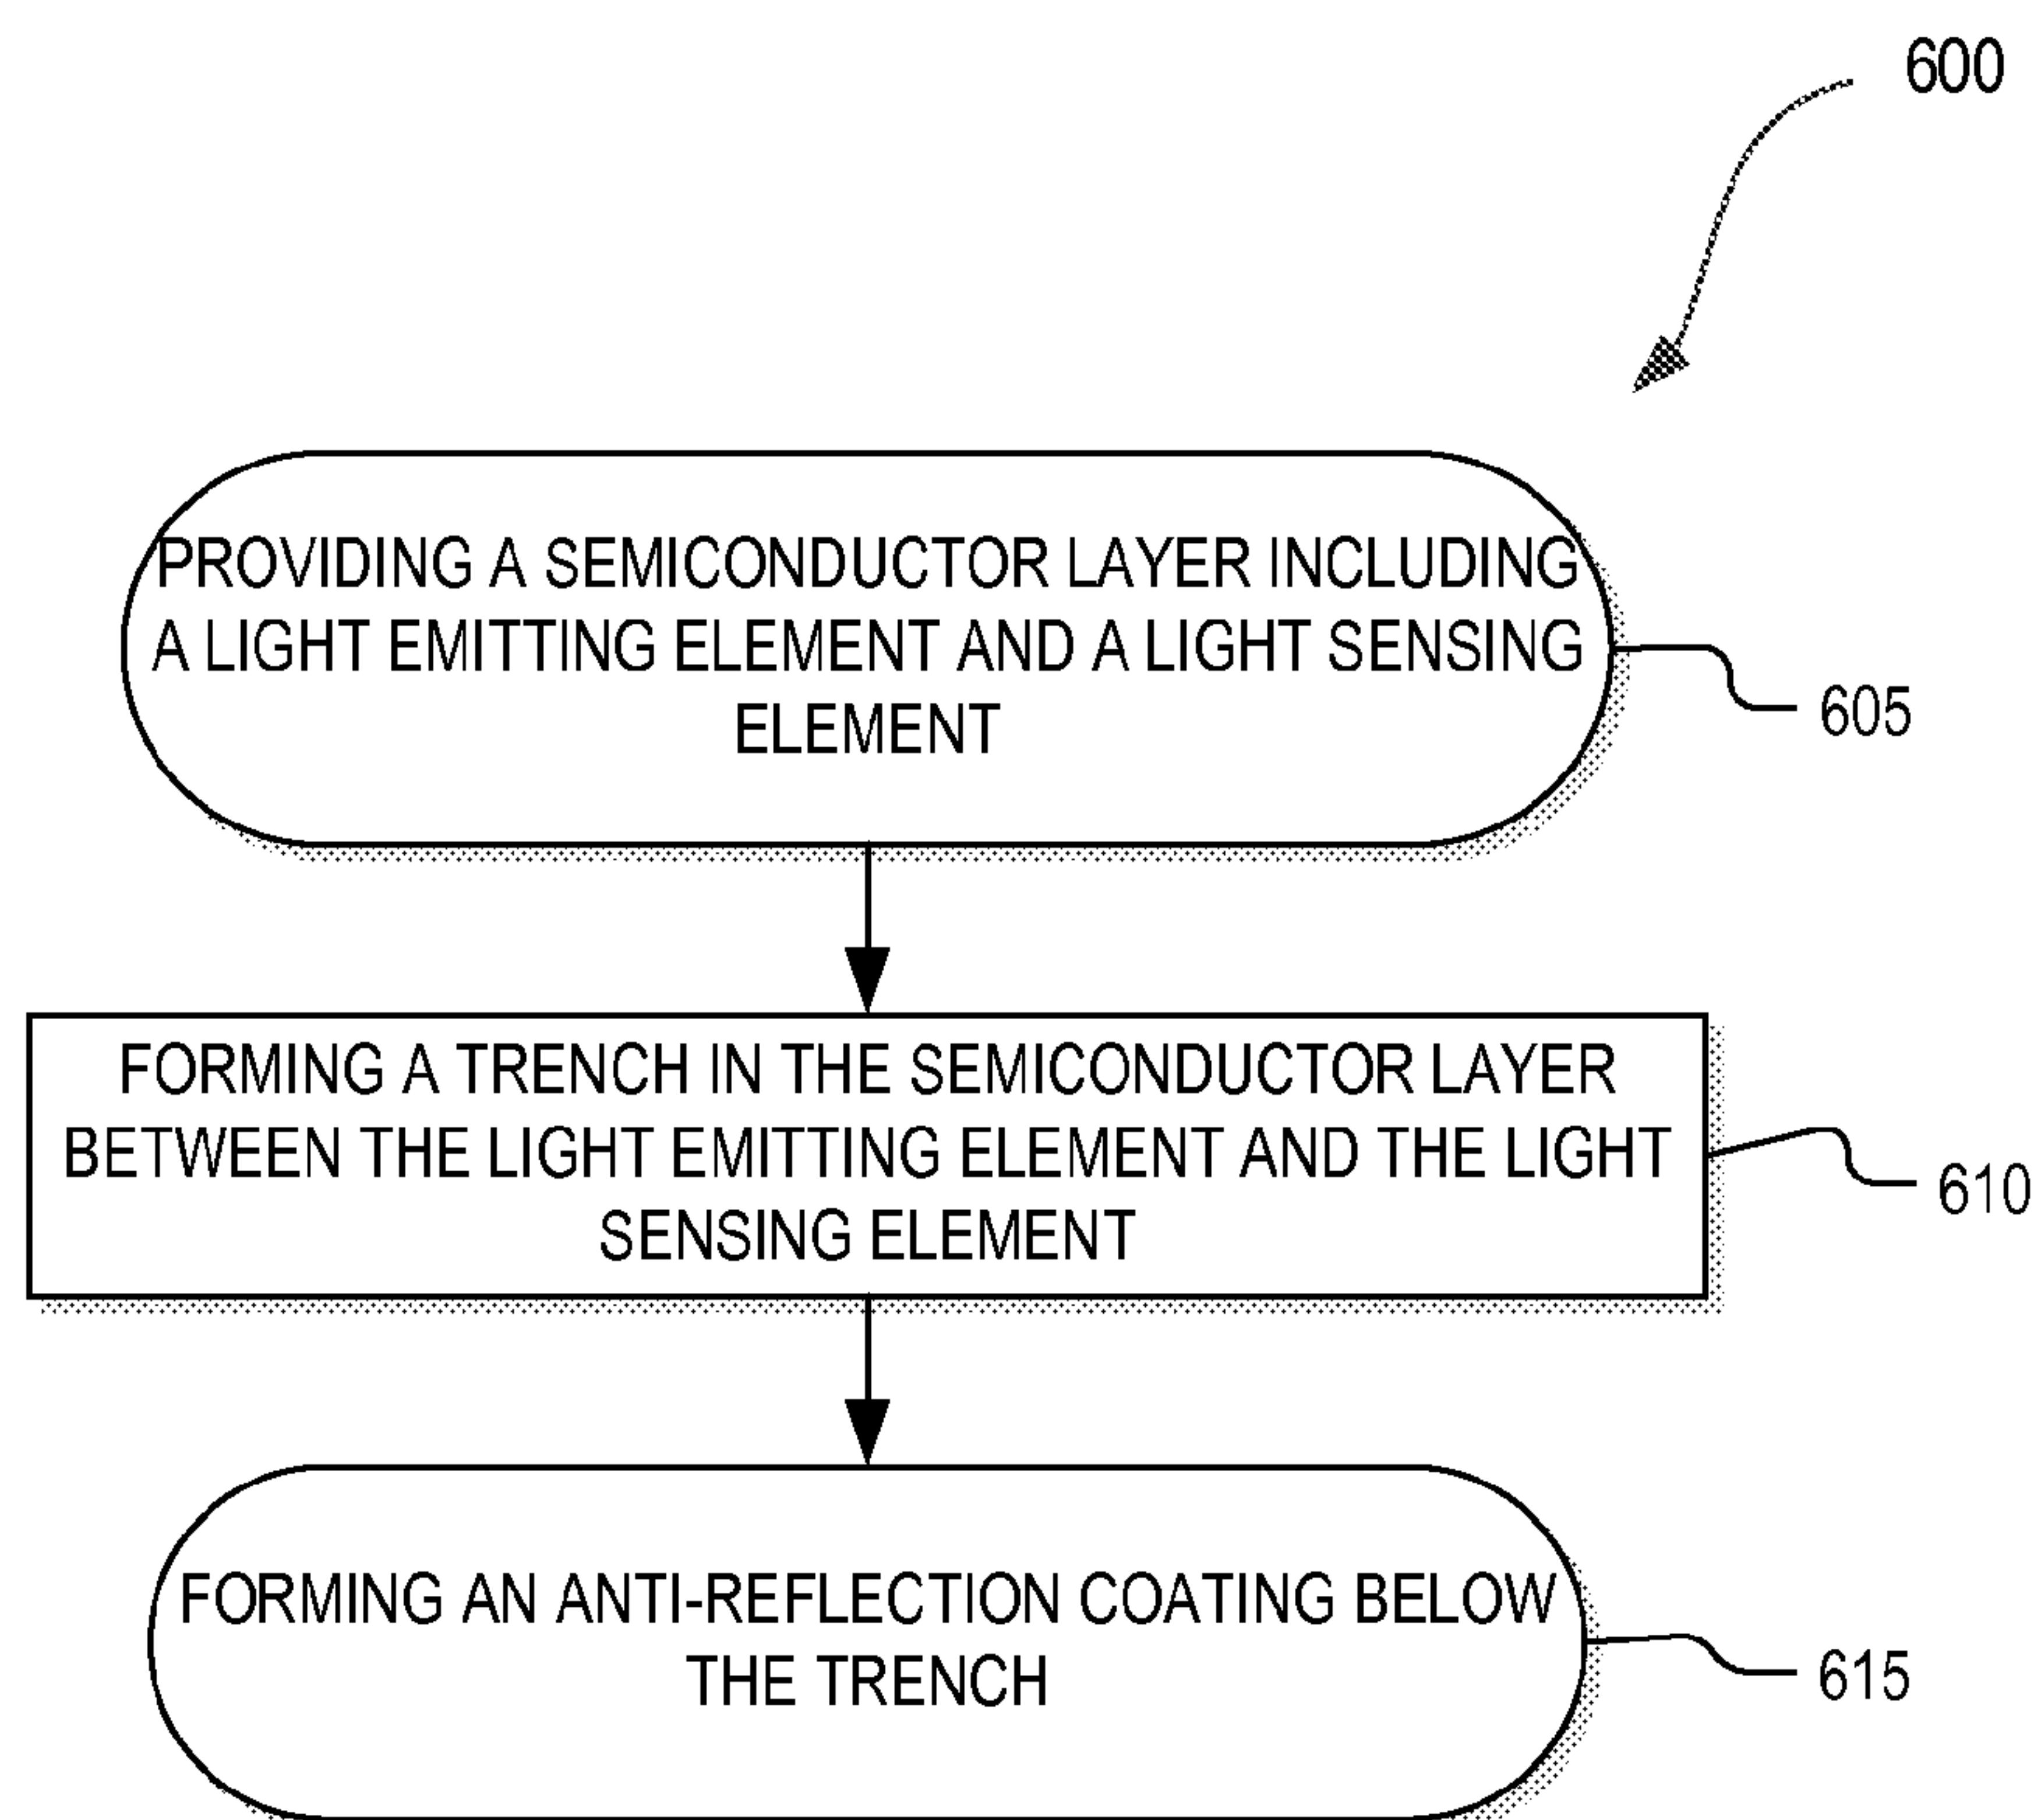 600
PROVIDING A SEMICONDUCTOR LAYER INCLUDING
A LIGHT EMITTING ELEMENT AND A LIGHT SENSING
ELEMENT
605
FORMING A TRENCH IN THE SEMICONDUCTOR LAYER
BETWEEN THE LIGHT EMITTING ELEMENT AND THE LIGHT
SENSING ELEMENT
610
FORMING AN ANTI-REFLECTION COATING BELOW
THE TRENCH
615